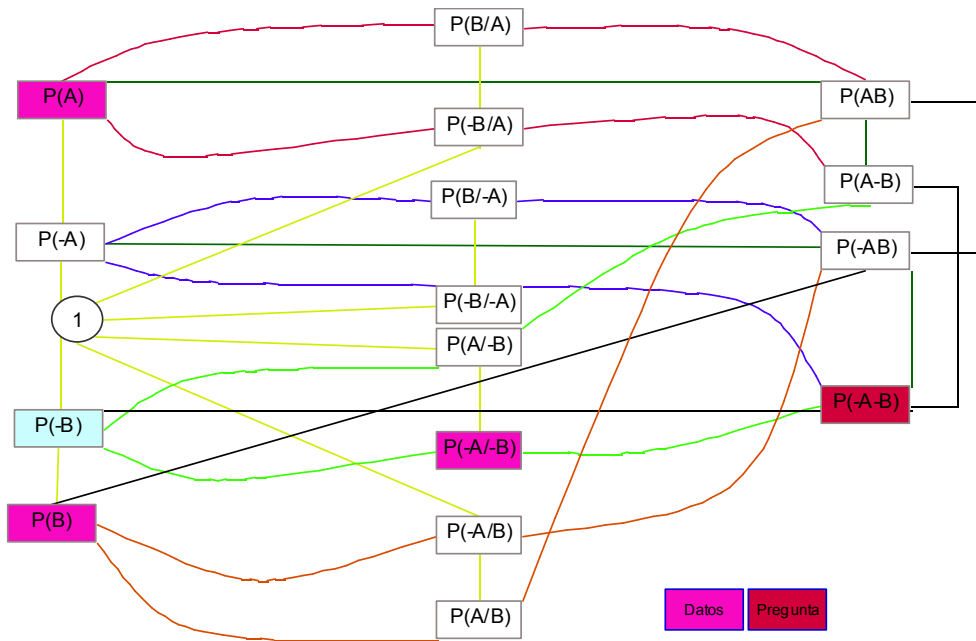 P(B/A)
P(A)
P(AB)
P(-B/A)
P(A-B)
P(B/-A)
P(-A)
P(-AB)
P(-B/-A)
1
P(A/-B)
P(-A-B)
P(-B)
P(-A/-B)
P(B)
P(-A/B)
P(A/B)
Datos
Pregunta